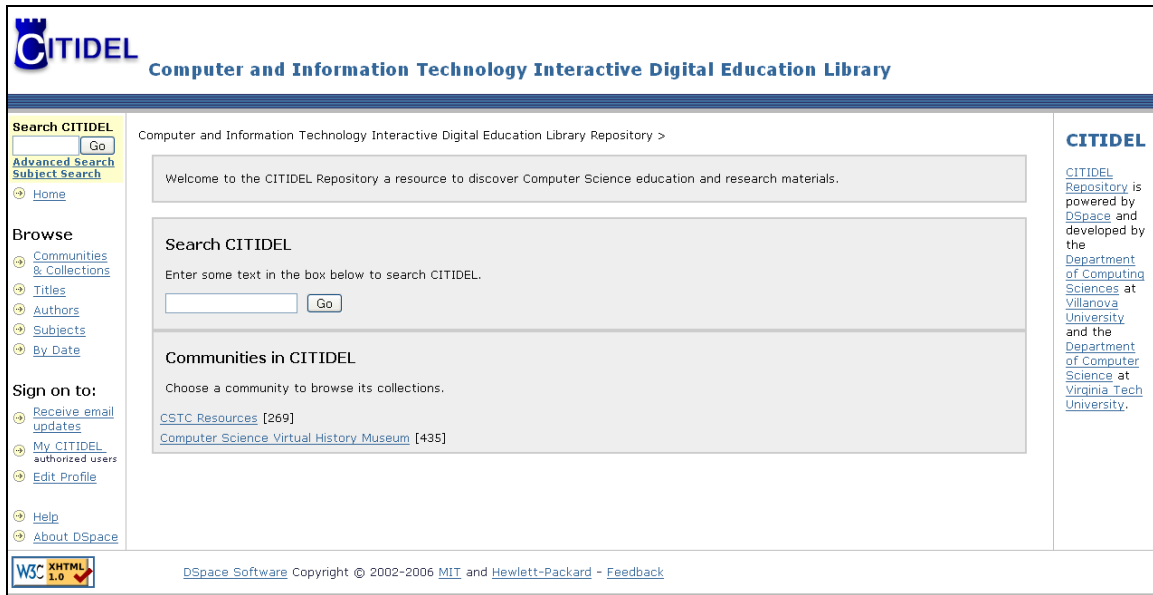 CITIDEL
Computer and Information Technology Interactive Digital Education Library
Search CITIDEL
Go
Advanced Search
Subject Search
Home
Browse
Communities
& Collections
Titles
Authors
Subjects
By Date
Sign on to:
Receive email
updates
My CITIDEL
authorized users
Edit Profile
Help
About DSpace
Computer and Information Technology Interactive Digital Education Library Repository >
Welcome to the CITIDEL Repository a resource to discover Computer Science education and research materials.
Search CITIDEL
Enter some text in the box below to search CITIDEL.
Go
Communities in CITIDEL
Choose a community to browse its collections.
CSTC Resources [269]
Computer Science Virtual History Museum [435]
CITIDEL
CITIDEL
Repository is
powered by
DSpace and
developed by
the
Department
of Computing
Sciences at
Villanova
University
and the
Department
of Computer
Science at
Virginia Tech
University.
W3C XHTML
1.0
DSpace Software Copyright © 2002-2006 MIT and Hewlett-Packard - Feedback